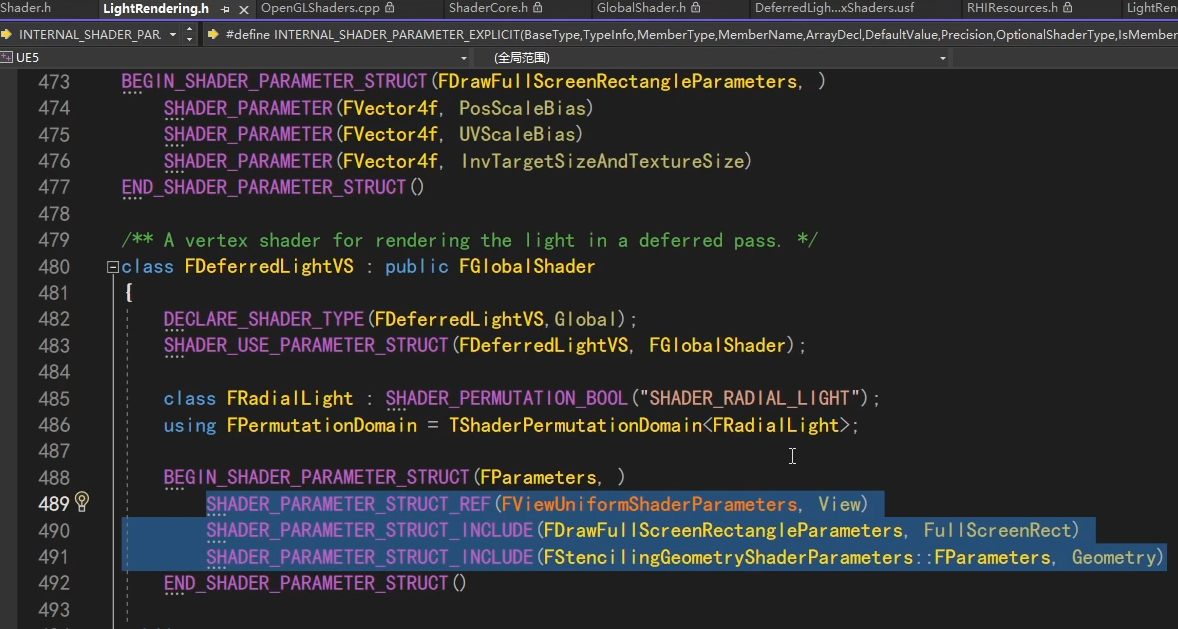 Shader.h LightRendering.h OpenGLShaders.cpp ShaderCore.h GlobalShader.h DeferredLigh...xShaders.usf RHIResources.h LightRen
INTERNAL_SHADER_PAR. #define INTERNAL_SHADER_PARAMETER_EXPLICIT(BaseType,TypeInfo,MemberType,MemberName,ArrayDecl,DefaultValue,Precision,OptionalShaderType,IsMember
UE5 (全局范围)
473 BEGIN_SHADER_PARAMETER_STRUCT(FDrawFullScreenRectangleParameters, )
474 SHADER_PARAMETER(FVector4f, PosScaleBias)
475 SHADER_PARAMETER(FVector4f, UVScaleBias)
476 SHADER_PARAMETER(FVector4f, InvTargetSizeAndTextureSize)
477 END_SHADER_PARAMETER_STRUCT()
478
479 /** A vertex shader for rendering the light in a deferred pass. */
480 class FDeferredLightVS : public FGlobalShader
481 {
482 DECLARE_SHADER_TYPE(FDeferredLightVS,Global);
483 SHADER_USE_PARAMETER_STRUCT(FDeferredLightVS, FGlobalShader);
484
485 class FRadialLight : SHADER_PERMUTATION_BOOL("SHADER_RADIAL_LIGHT");
486 using FPermutationDomain = TShaderPermutationDomain<FRadialLight>;
487
488 BEGIN_SHADER_PARAMETER_STRUCT(FParameters, )
489 SHADER_PARAMETER_STRUCT_REF(FViewUniformShaderParameters, View)
490 SHADER_PARAMETER_STRUCT_INCLUDE(FDrawFullScreenRectangleParameters, FullScreenRect)
491 SHADER_PARAMETER_STRUCT_INCLUDE(FStencilingGeometryShaderParameters::FParameters, Geometry)
492 END_SHADER_PARAMETER_STRUCT()
493